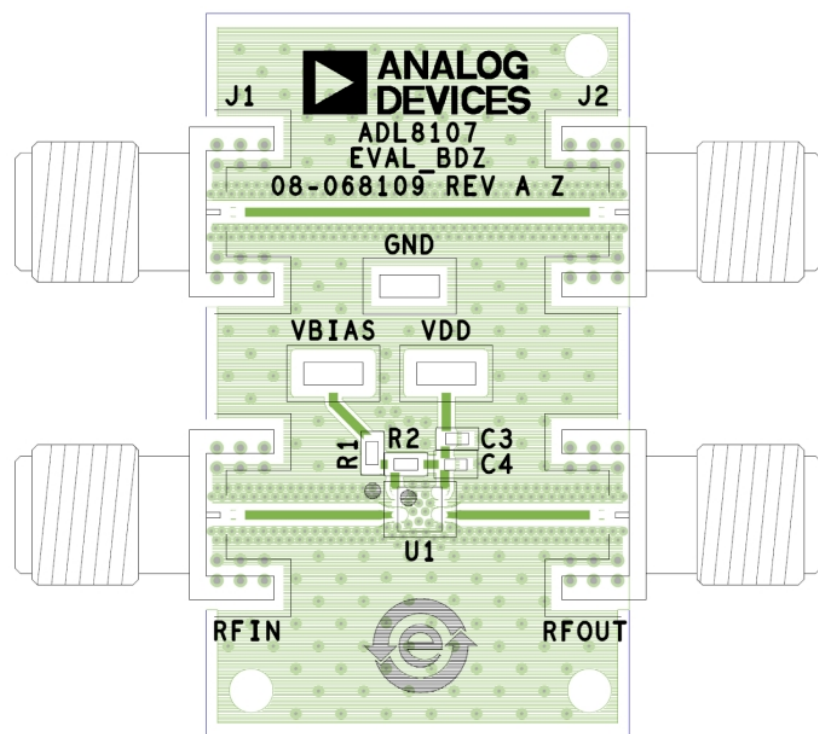 ANALOG
DEVICES
J1
J2
ADL8107
EVAL_BDZ
08-068109 REV A Z
GND
VBIAS
VDD
R1
R2
C3
C4
U1
RFIN
RFOUT
e